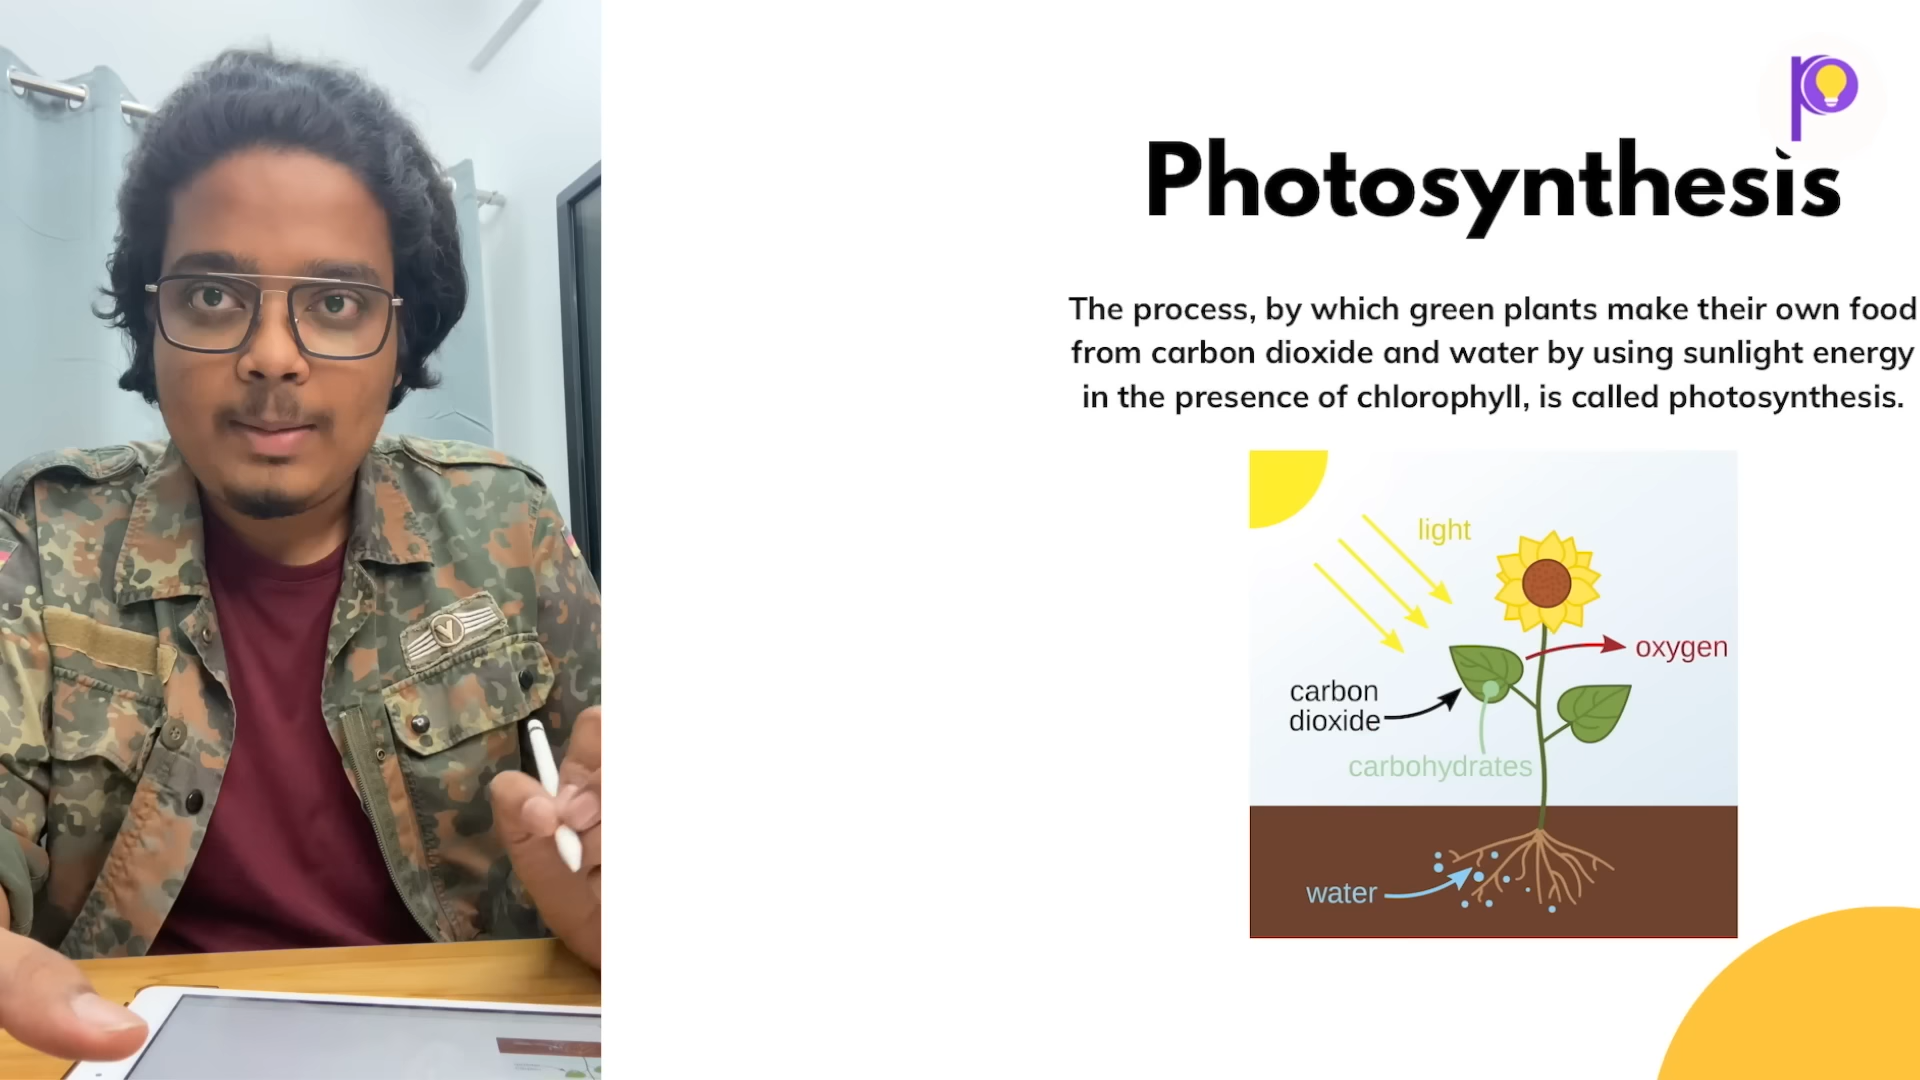 Photosynthesis
The process, by which green plants make their own food
from carbon dioxide and water by using sunlight energy
in the presence of chlorophyll, is called photosynthesis.
light
oxygen
carbon
dioxide
carbohydrates
water